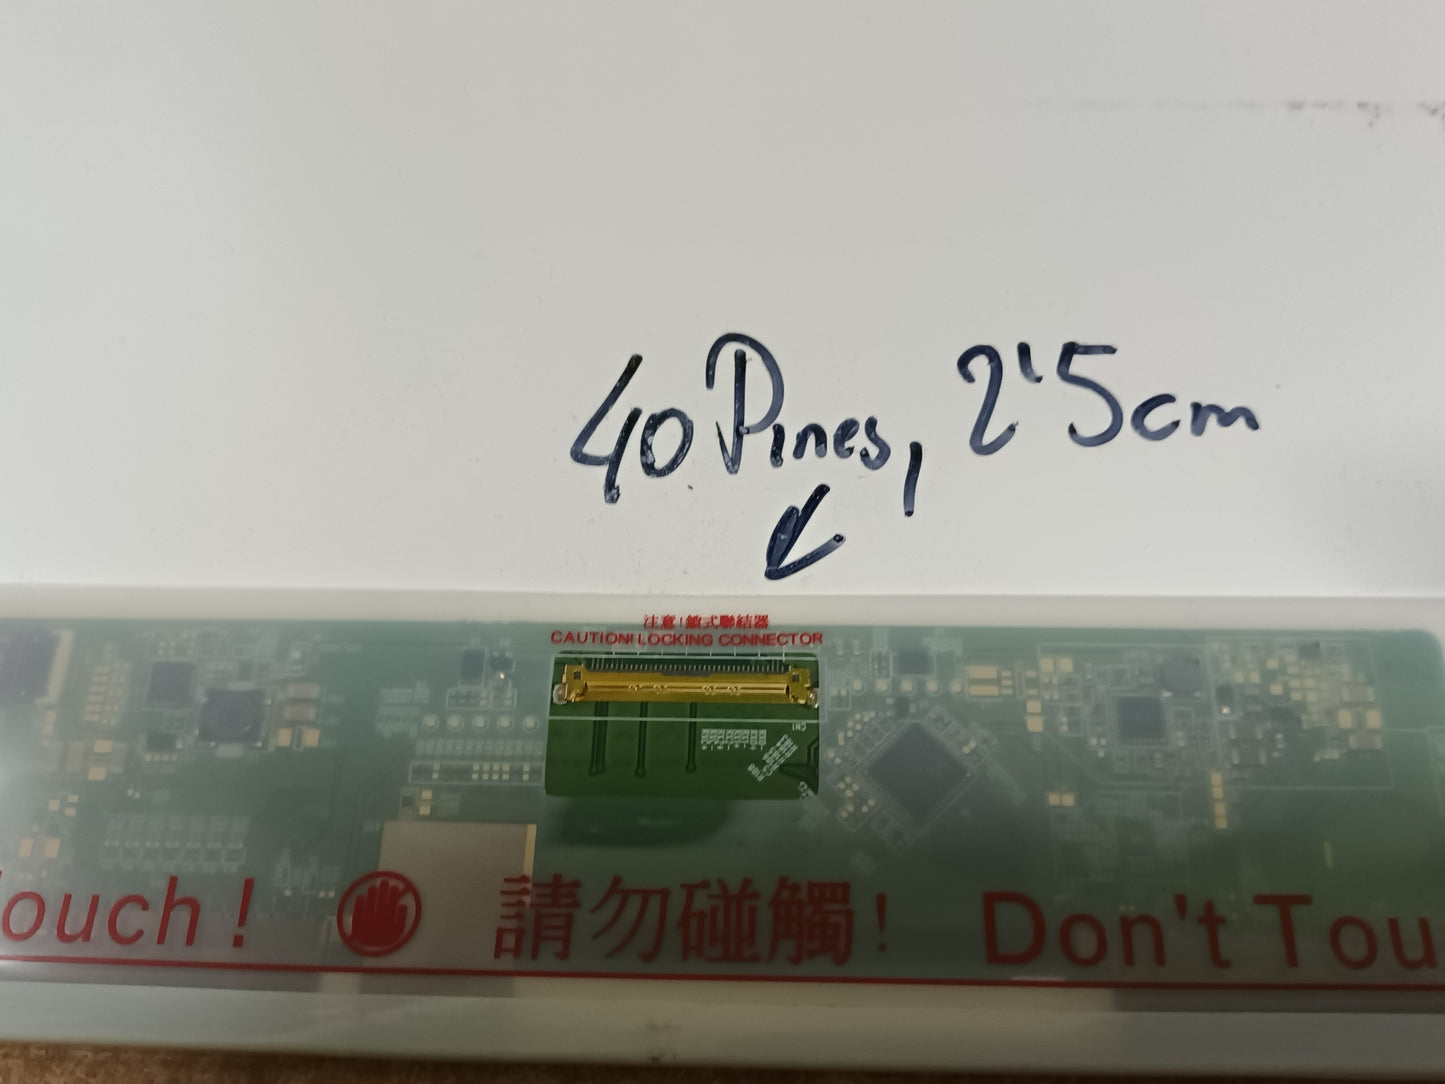 40 Pines, 2'5cm
注意!鎖式聯結器
CAUTION! LOCKING CONNECTOR
CN1
ouch! 請勿碰觸! Don't Tou